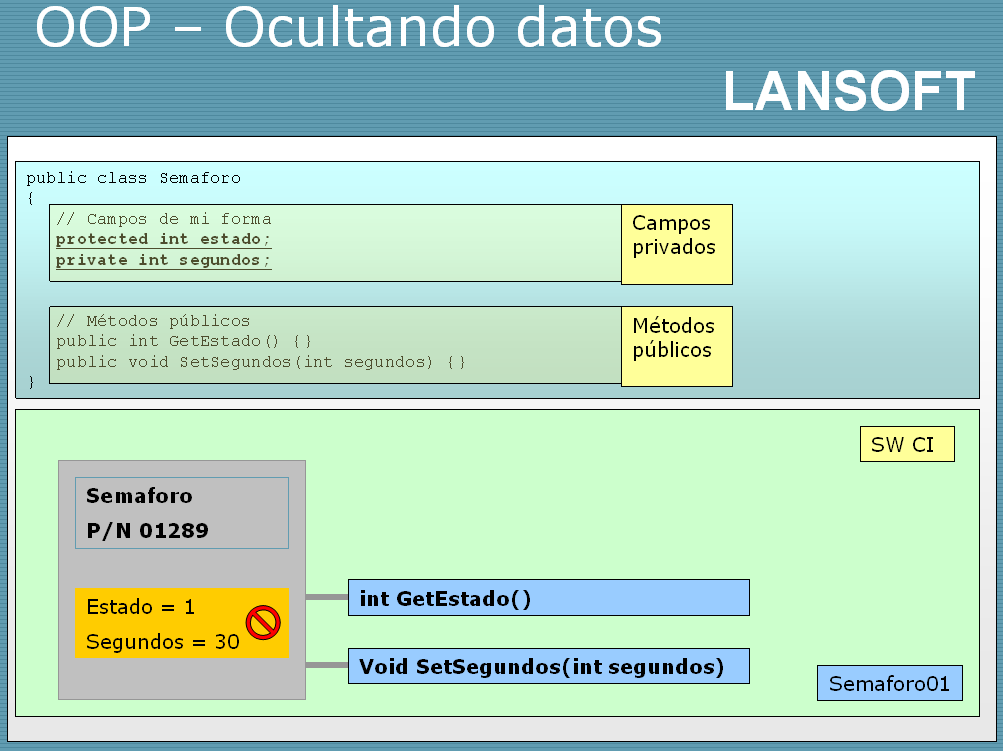 OOP – Ocultando datos
LANSOFT
public class Semaforo
{
// Campos de mi forma
protected int estado;
private int segundos;
Campos
privados
// Métodos públicos
public int GetEstado() {}
public void SetSegundos(int segundos) {}
Métodos
públicos
}
SW CI
Semaforo
P/N 01289
Estado = 1
Segundos = 30
int GetEstado()
Void SetSegundos(int segundos)
Semaforo01